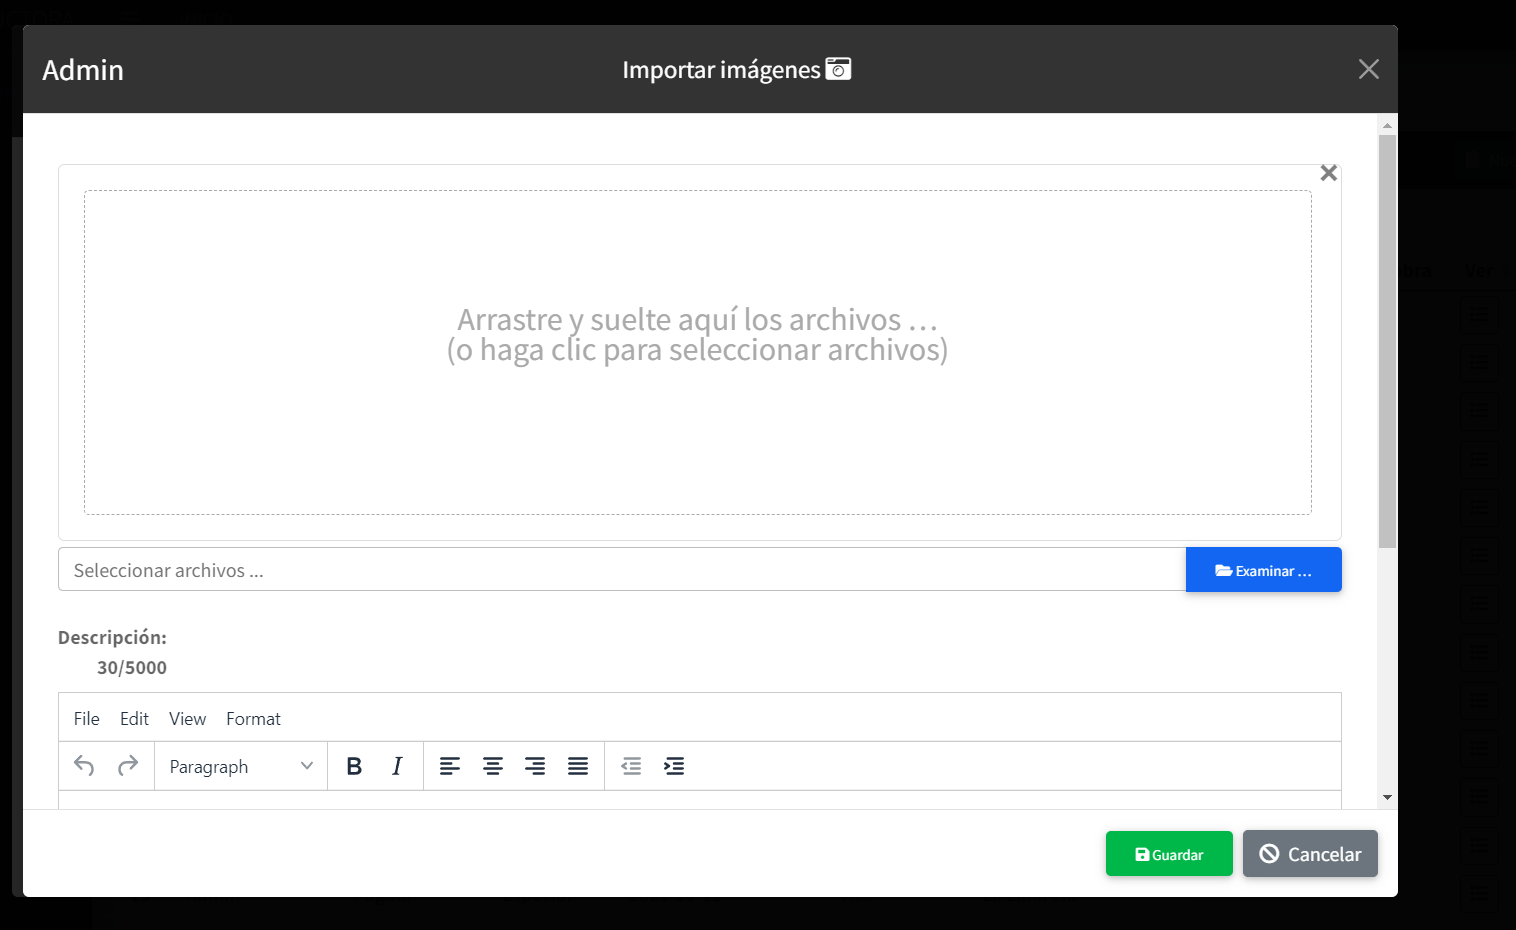 Admin
Importar imágenes
Arrastre y suelte aquí los archivos …
(o haga clic para seleccionar archivos)
Seleccionar archivos ...
Examinar …
Descripción:
30/5000
File Edit View Format
Paragraph B I
Guardar
Cancelar
Ver